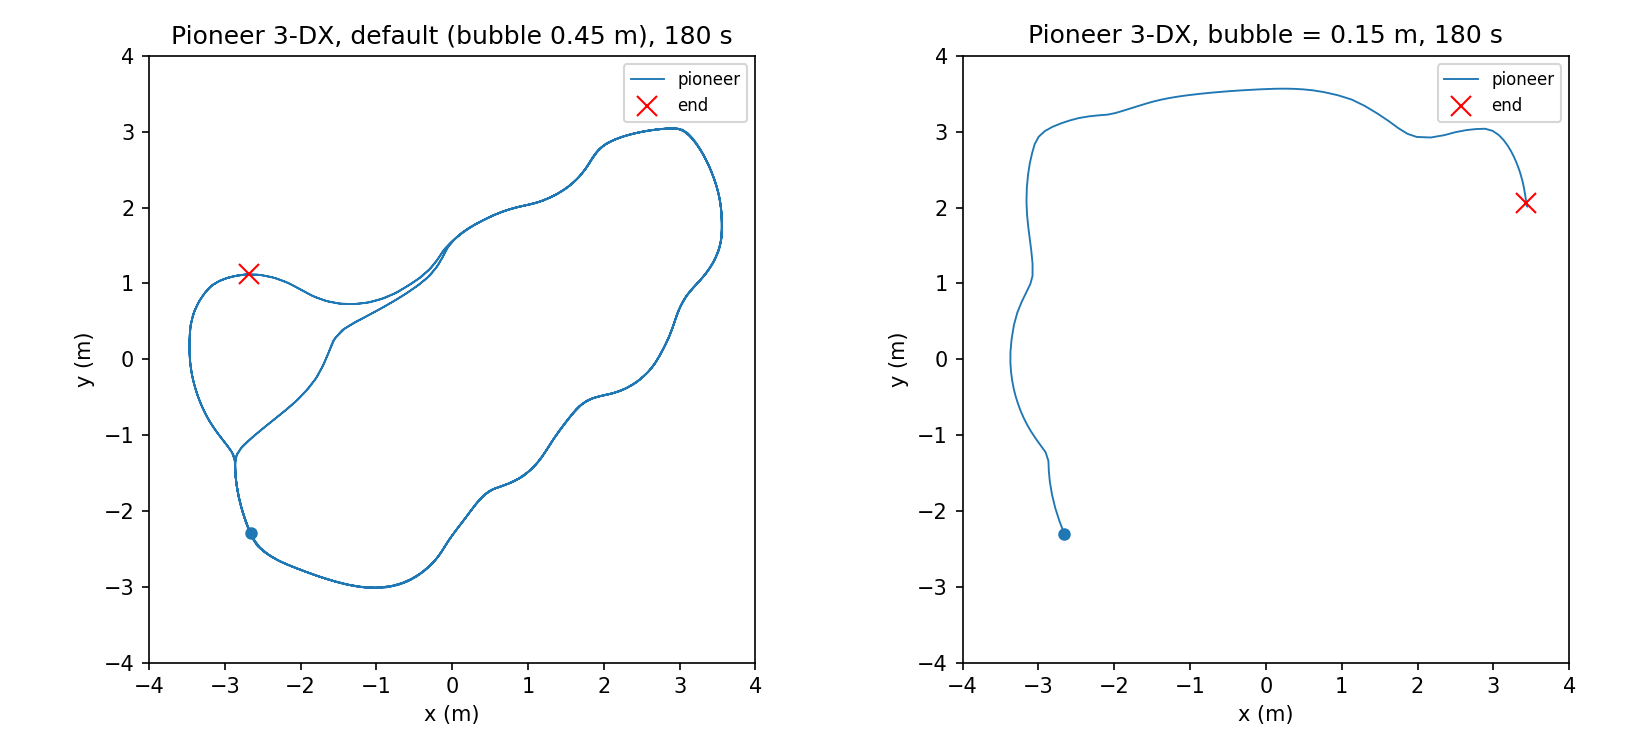 Pioneer 3-DX, default (bubble 0.45 m), 180 s
pioneer
end
4
3
2
1
0
−1
−2
−3
−4
y (m)
−4 −3 −2 −1 0 1 2 3 4
x (m)
Pioneer 3-DX, bubble = 0.15 m, 180 s
pioneer
end
4
3
2
1
0
−1
−2
−3
−4
y (m)
−4 −3 −2 −1 0 1 2 3 4
x (m)